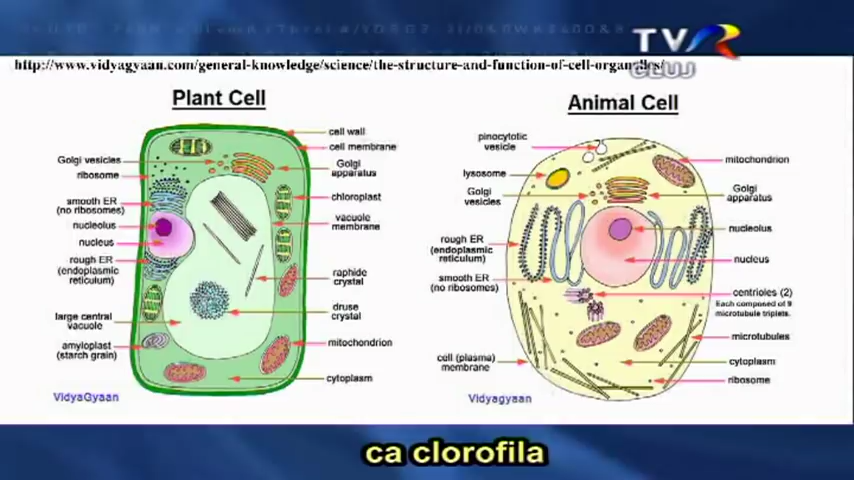 TVR
CLUJ
http://www.vidyagyaan.com/general-knowledge/science/the-structure-and-function-of-cell-organelles/
Plant Cell
cell wall
cell membrane
Golgi vesicles
Golgi
apparatus
ribosome
chloroplast
smooth ER
(no ribosomes)
vacuole
membrane
nucleolus
nucleus
rough ER
(endoplasmic
reticulum)
raphide
crystal
druse
crystal
large central
vacuole
amyloplast
(starch grain)
mitochondrion
cytoplasm
VidyaGyaan
Animal Cell
pinocytotic
vesicle
mitochondrion
lysosome
Golgi
vesicles
Golgi
apparatus
nucleolus
rough ER
(endoplasmic
reticulum)
nucleus
smooth ER
(no ribosomes)
centrioles (2)
Each composed of 9
microtubule triplets.
microtubules
cell (plasma)
membrane
cytoplasm
ribosome
Vidyagyaan
ca clorofila